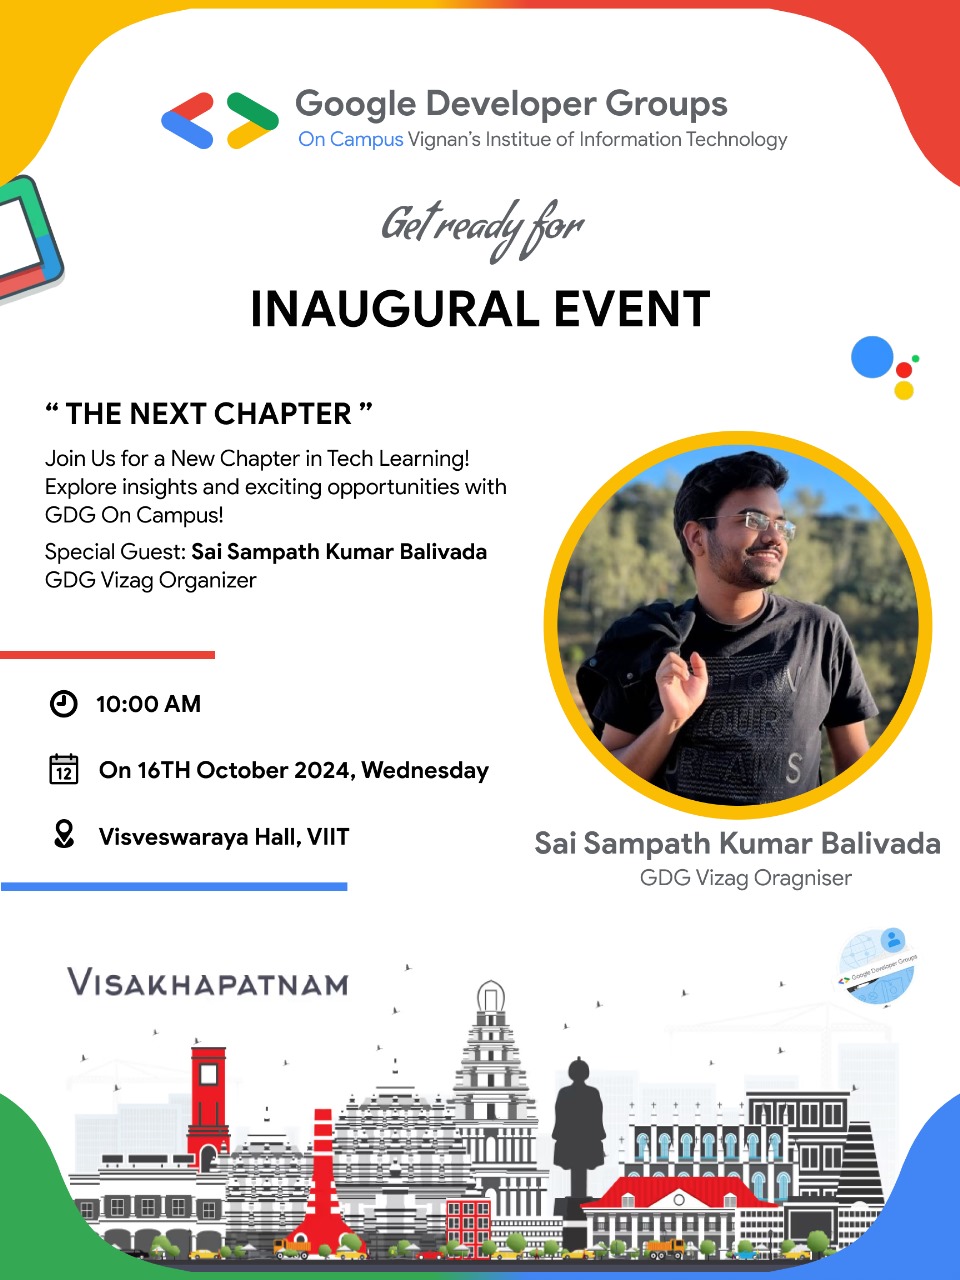 Google Developer Groups
On Campus Vignan's Institue of Information Technology
Get ready for
INAUGURAL EVENT
“ THE NEXT CHAPTER ”
Join Us for a New Chapter in Tech Learning!
Explore insights and exciting opportunities with
GDG On Campus!
Special Guest: Sai Sampath Kumar Balivada
GDG Vizag Organizer
10:00 AM
12
On 16TH October 2024, Wednesday
Visveswaraya Hall, VIIT
OUR
Sai Sampath Kumar Balivada
GDG Vizag Oragniser
VISAKHAPATNAM
Google Developer Groups